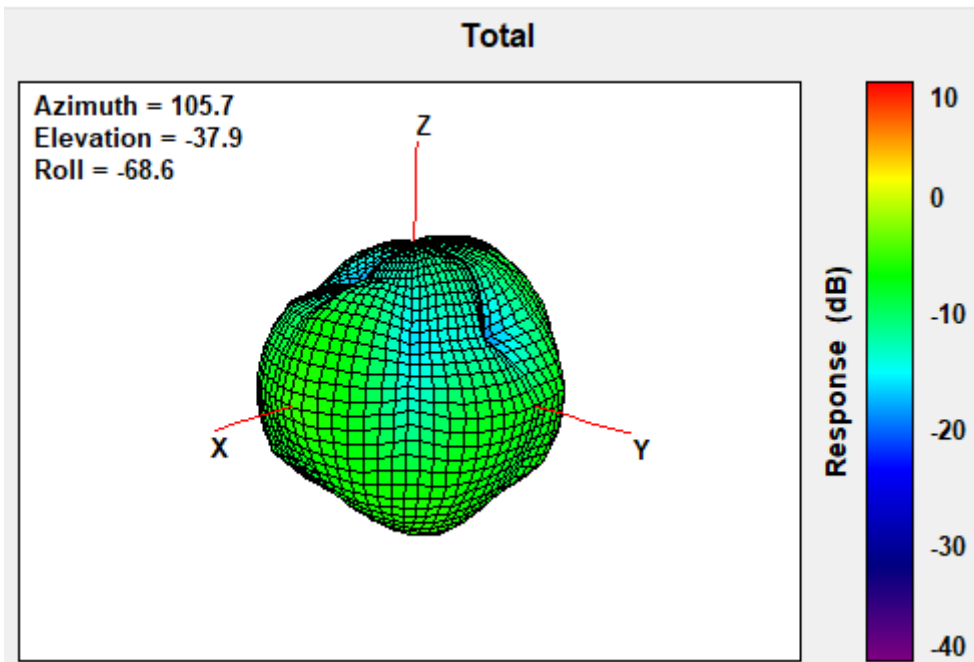 Total
Azimuth = 105.7
Elevation = -37.9
Roll = -68.6
Z
X
Y
10
0
-10
-20
-30
-40
Response (dB)